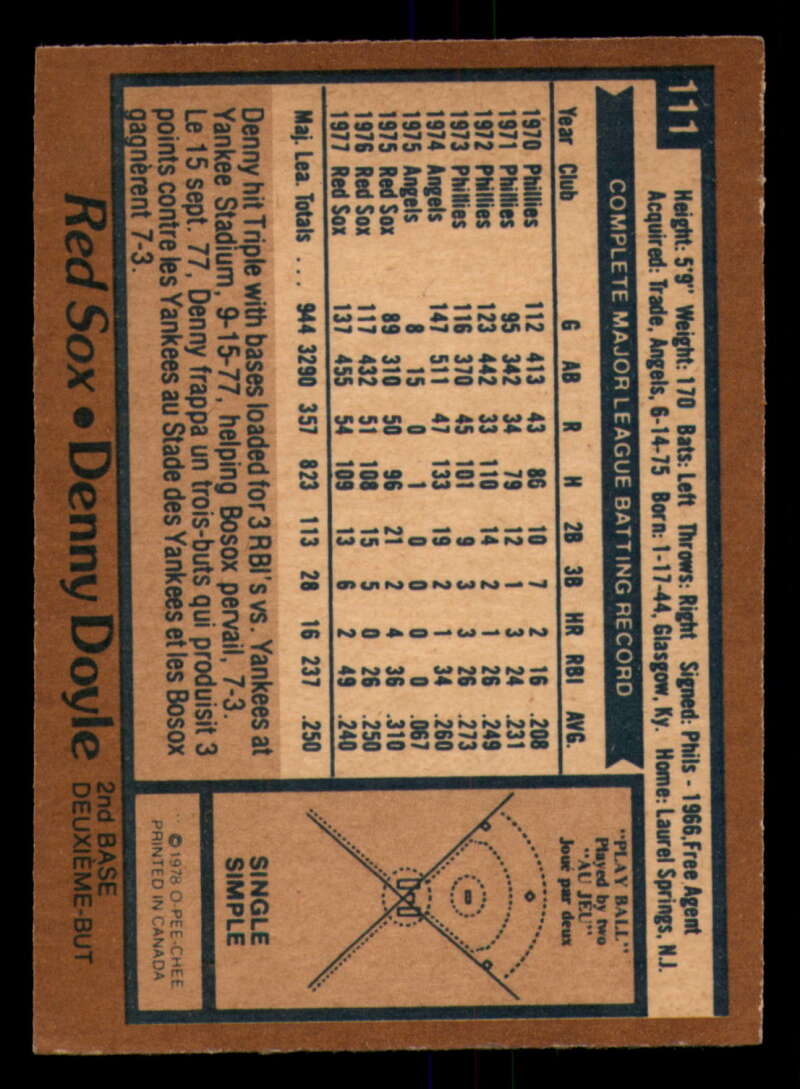 111
Height: 5'9" Weight: 170 Bats: Left Throws: Right Signed: Phils - 1966, Free Agent
Acquired: Trade, Angels, 6-14-75 Born: 1-17-44, Glasgow, Ky. Home: Laurel Springs, N.J.
COMPLETE MAJOR LEAGUE BATTING RECORD
Year Club G AB R H 2B 3B HR RBI AVG.
1970 Phillies 112 413 43 86 10 7 2 16 .208
1971 Phillies 95 342 34 79 12 1 3 24 .231
1972 Phillies 123 442 33 110 14 2 1 26 .249
1973 Phillies 116 370 45 101 9 3 3 26 .273
1974 Angels 147 511 47 133 19 2 1 34 .260
1975 Angels 8 15 0 1 0 0 0 0 .067
1975 Red Sox 89 310 50 96 21 2 4 36 .310
1976 Red Sox 117 432 51 108 15 5 0 26 .250
1977 Red Sox 137 455 54 109 13 6 2 49 .240
Maj. Lea. Totals ... 944 3290 357 823 113 28 16 237 .250
Denny hit Triple with bases loaded for 3 RBI's vs. Yankees at
Yankee Stadium, 9-15-77, helping Bosox pervail, 7-3.
Le 15 sept. 77, Denny frappa un trois-buts qui produisit 3
points contre les Yankees au Stade des Yankees et les Bosox
gagnèrent 7-3.
"PLAY BALL"
Played by two
"AU JEU"
Joué par deux
SINGLE
SIMPLE
© 1978 O-PEE-CHEE
PRINTED IN CANADA
Red Sox • Denny Doyle
2nd BASE
DEUXIÈME-BUT